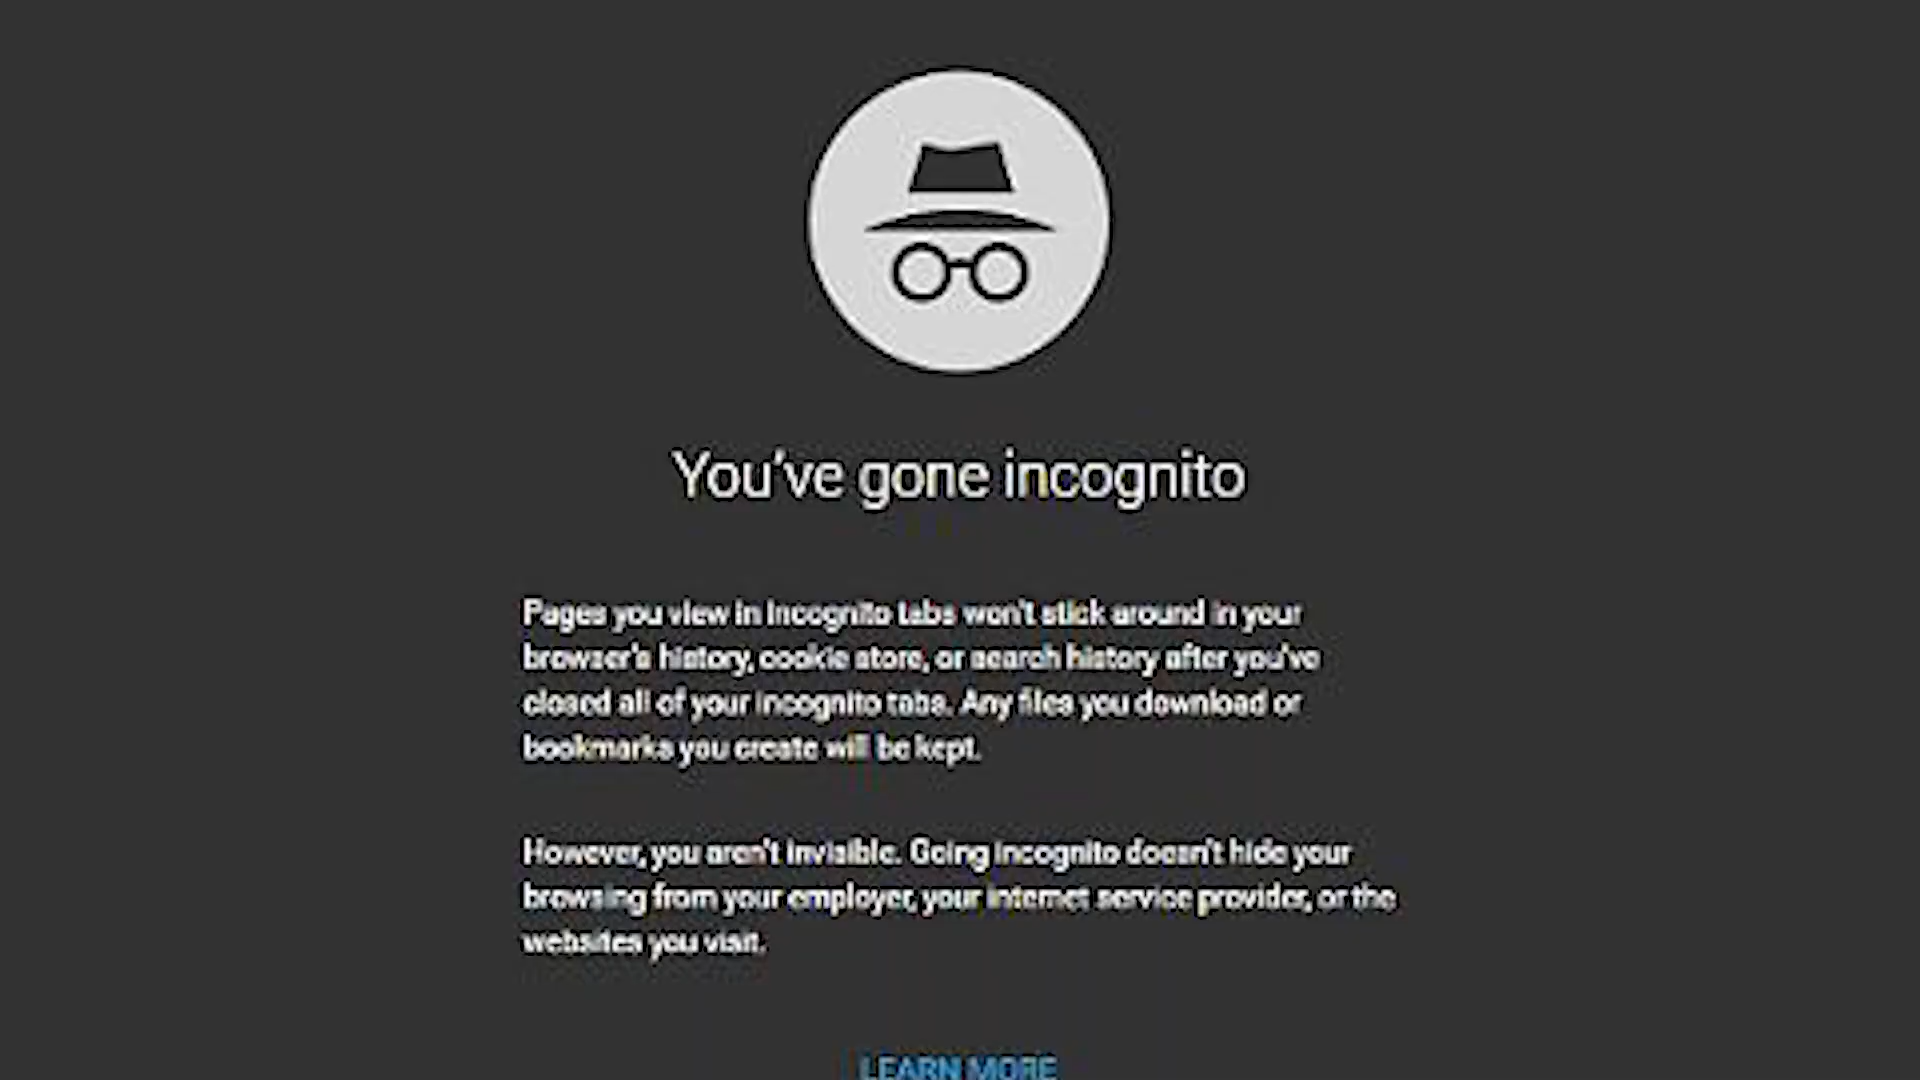 You've gone incognito
Pages you view in incognito tabs won't stick around in your
browser's history, cookie store, or search history after you've
closed all of your incognito tabs. Any files you download or
bookmarks you create will be kept.
However, you aren't invisible. Going incognito doesn't hide your
browsing from your employer, your internet service provider, or the
websites you visit.
LEARN MORE